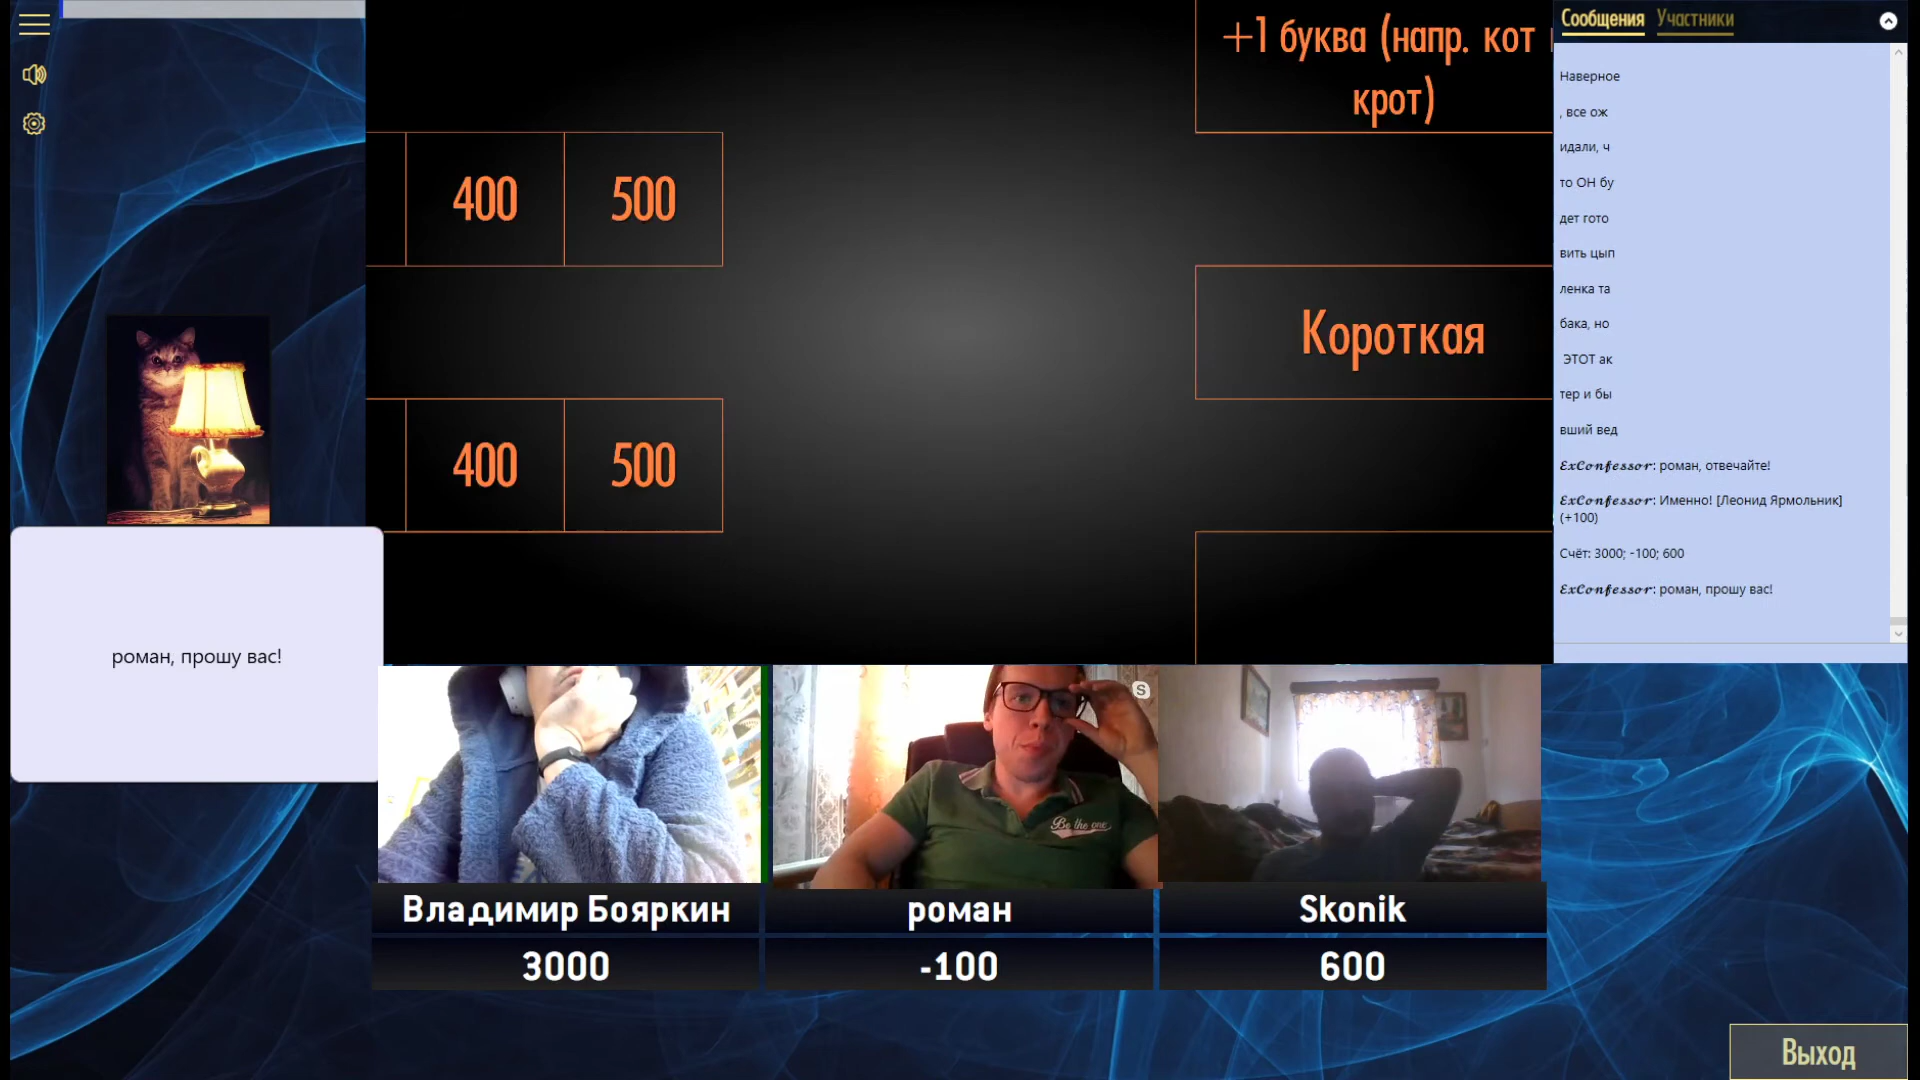 +1 буква (напр. кот
крот)
400 500
Короткая
400 500
Сообщения Участники
Наверное
, все ож
идали, ч
то ОН бу
дет гото
вить цып
ленка та
бака, но
ЭТОТ ак
тер и бы
вший вед
ExConfessor: роман, отвечайте!
ExConfessor: Именно! [Леонид Ярмольник]
(+100)
Счёт: 3000; -100; 600
ExConfessor: роман, прошу вас!
роман, прошу вас!
Be the one
S
Владимир Бояркин роман Skonik
3000 -100 600
Выход